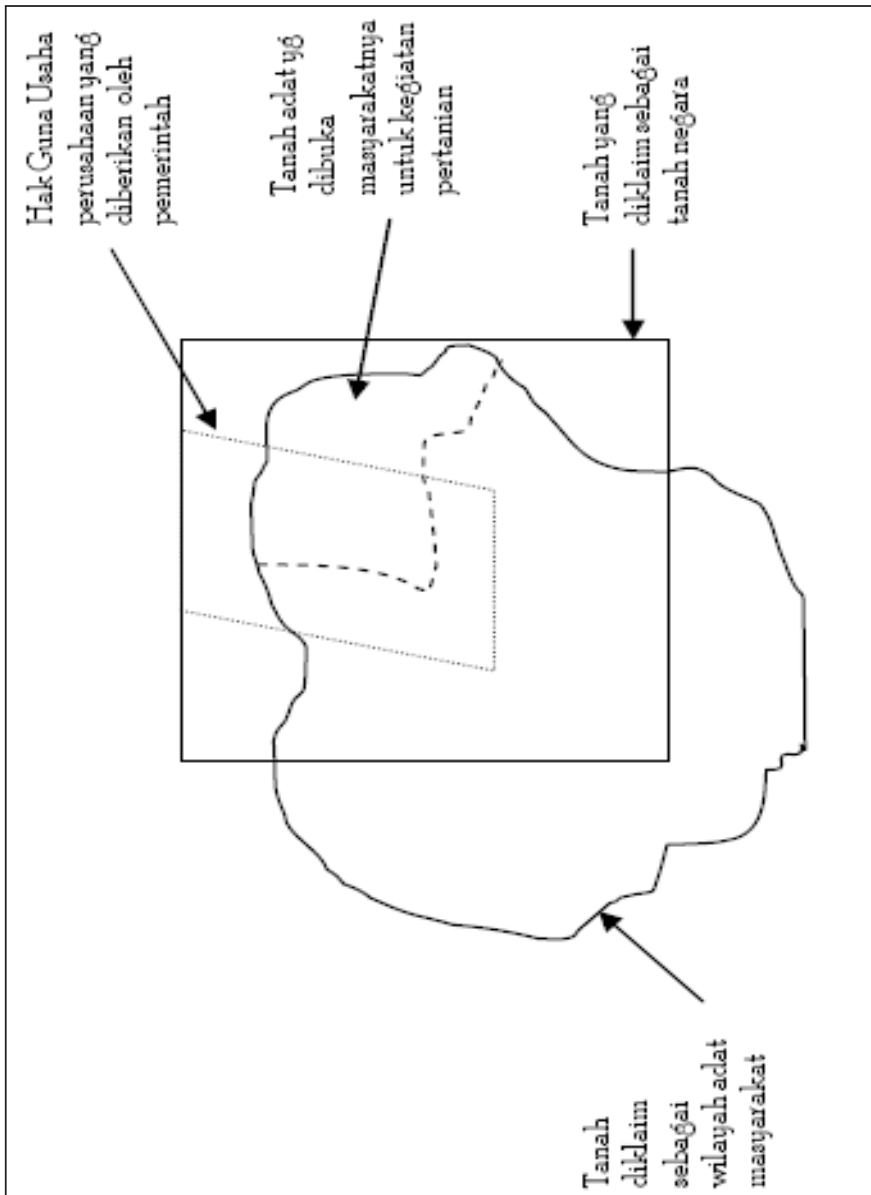 Hak Guna Usaha
perusahaan yang
diberikan oleh
pemerintah
Tanah adat yg
dibuka
masyarakatnya
untuk kegiatan
pertanian
Tanah yang
diklaim sebagai
tanah negara
Tanah
diklaim
sebagai
wilayah adat
masyarakat